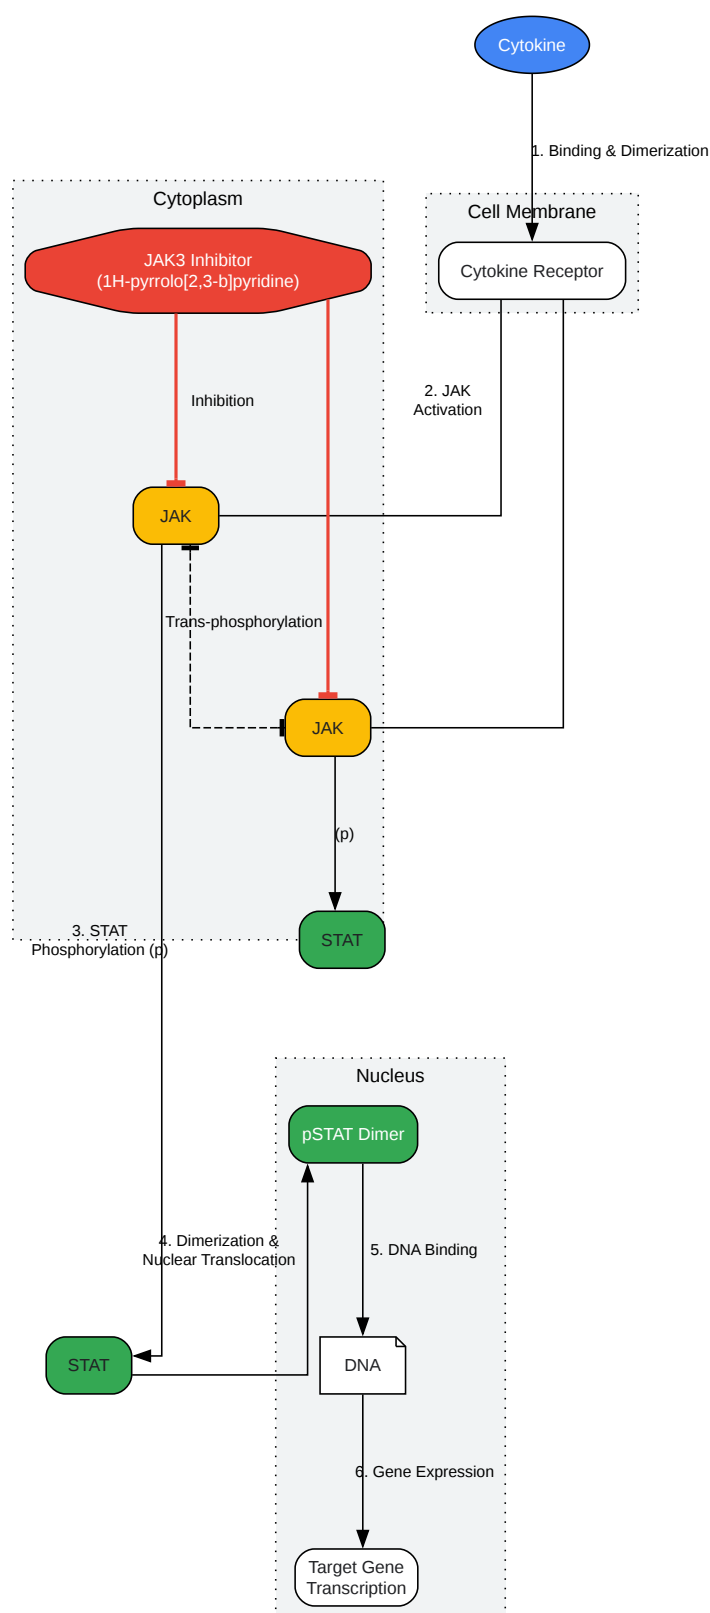 Cytokine
1. Binding & Dimerization
Cytoplasm
Cell Membrane
JAK3 Inhibitor
(1H-pyrrolo[2,3-b]pyridine)
Cytokine Receptor
2. JAK
Activation
Inhibition
JAK
Trans-phosphorylation
JAK
(p)
3. STAT
Phosphorylation (p)
STAT
Nucleus
pSTAT Dimer
4. Dimerization &
Nuclear Translocation
5. DNA Binding
STAT
DNA
6. Gene Expression
Target Gene
Transcription